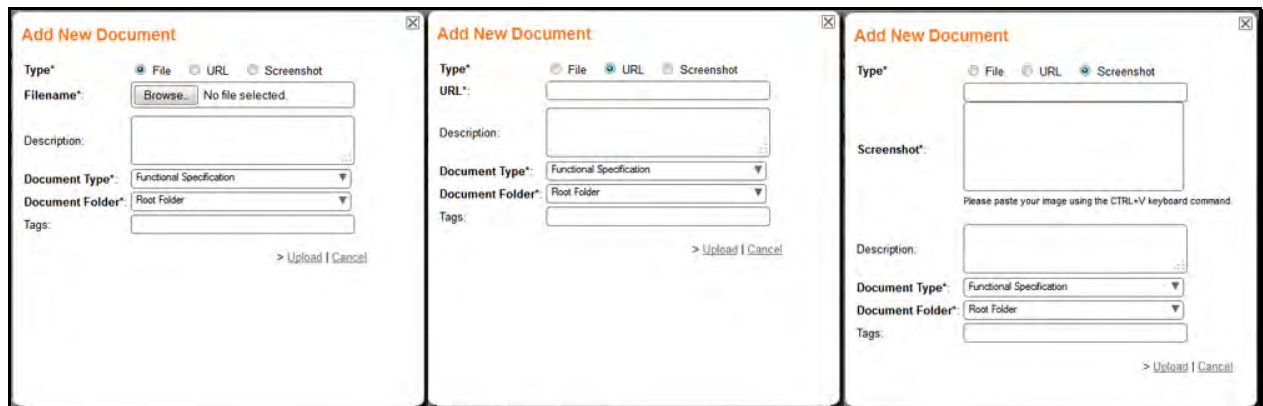 Add New Document
Type* File URL Screenshot
Filename*: Browse.. No file selected.
Description:
Document Type*: Functional Specification
Document Folder*: Root Folder
Tags:
> Upload | Cancel
Add New Document
Type* File URL Screenshot
URL*:
Description:
Document Type*: Functional Specification
Document Folder*: Root Folder
Tags:
> Upload | Cancel
Add New Document
Type* File URL Screenshot
Screenshot*:
Please paste your image using the CTRL+V keyboard command.
Description:
Document Type*: Functional Specification
Document Folder*: Root Folder
Tags:
> Upload | Cancel